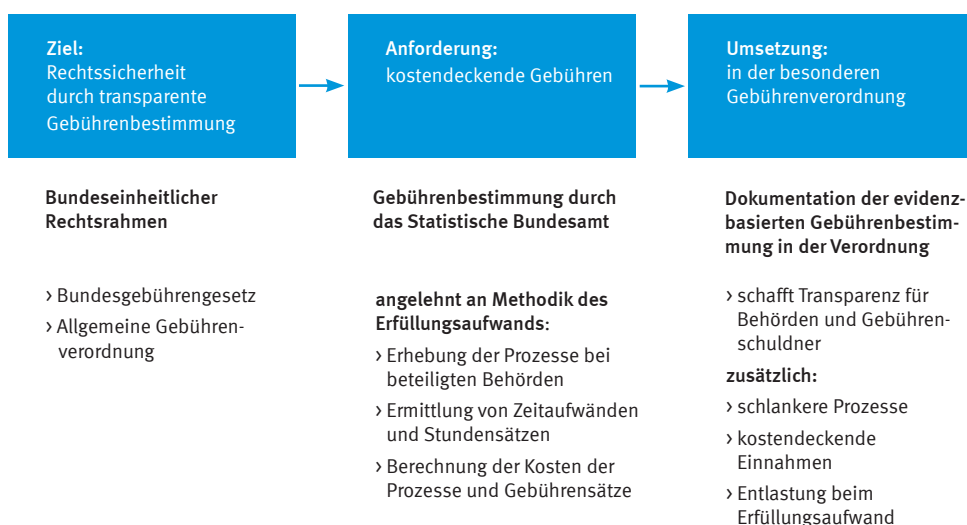 Ziel:
Rechtssicherheit
durch transparente
Gebührenbestimmung
Bundeseinheitlicher
Rechtsrahmen
> Bundesgebührengesetz
> Allgemeine Gebühren-
verordnung
Anforderung:
kostendeckende Gebühren
Gebührenbestimmung durch
das Statistische Bundesamt
angelehnt an Methodik des
Erfüllungsaufwands:
> Erhebung der Prozesse bei
beteiligten Behörden
> Ermittlung von Zeitaufwänden
und Stundensätzen
> Berechnung der Kosten der
Prozesse und Gebührensätze
Umsetzung:
in der besonderen
Gebührenverordnung
Dokumentation der evidenz-
basierten Gebührenbestim-
mung in der Verordnung
> schafft Transparenz für
Behörden und Gebühren-
schuldner
zusätzlich:
> schlankere Prozesse
> kostendeckende
Einnahmen
> Entlastung beim
Erfüllungsaufwand